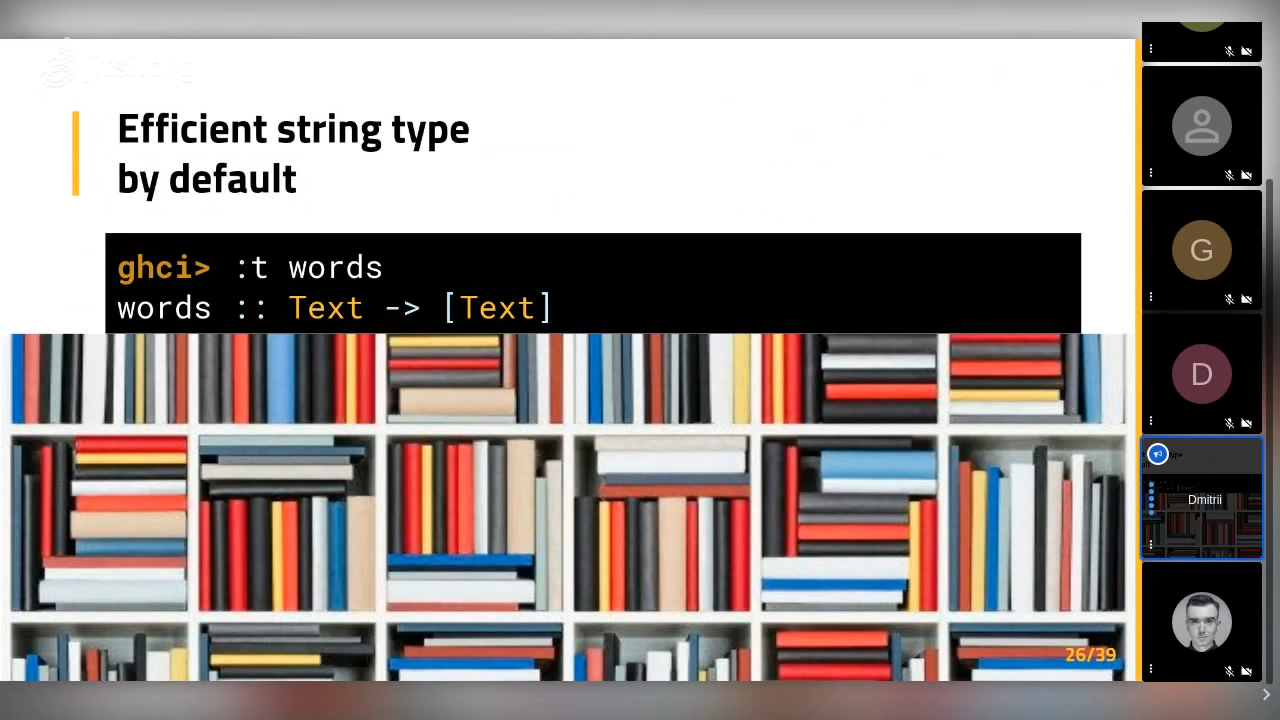 Efficient string type
by default
ghci> :t words
words :: Text -> [Text]
26/39
G
D
Dmitrii